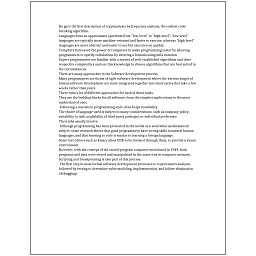 He gave the first description of cryptanalysis by frequency analysis, the earliest code-
breaking algorithm.
Languages form an approximate spectrum from "low-level" to "high-level"; "low-level"
languages are typically more machine-oriented and faster to execute, whereas "high-level"
languages are more abstract and easier to use but execute less quickly.
Compilers harnessed the power of computers to make programming easier by allowing
programmers to specify calculations by entering a formula using infix notation.
Expert programmers are familiar with a variety of well-established algorithms and their
respective complexities and use this knowledge to choose algorithms that are best suited to
the circumstances.
There are many approaches to the Software development process.
Many programmers use forms of Agile software development where the various stages of
formal software development are more integrated together into short cycles that take a few
weeks rather than years.
There exist a lot of different approaches for each of those tasks.
They are the building blocks for all software, from the simplest applications to the most
sophisticated ones.
Following a consistent programming style often helps readability.
The choice of language used is subject to many considerations, such as company policy,
suitability to task, availability of third-party packages, or individual preference.
Their jobs usually involve:
Although programming has been presented in the media as a somewhat mathematical
subject, some research shows that good programmers have strong skills in natural human
languages, and that learning to code is similar to learning a foreign language.
Some text editors such as Emacs allow GDB to be invoked through them, to provide a visual
environment.
However, with the concept of the stored-program computer introduced in 1949, both
programs and data were stored and manipulated in the same way in computer memory.
Scripting and breakpointing is also part of this process.
The first step in most formal software development processes is requirements analysis,
followed by testing to determine value modeling, implementation, and failure elimination
(debugging).